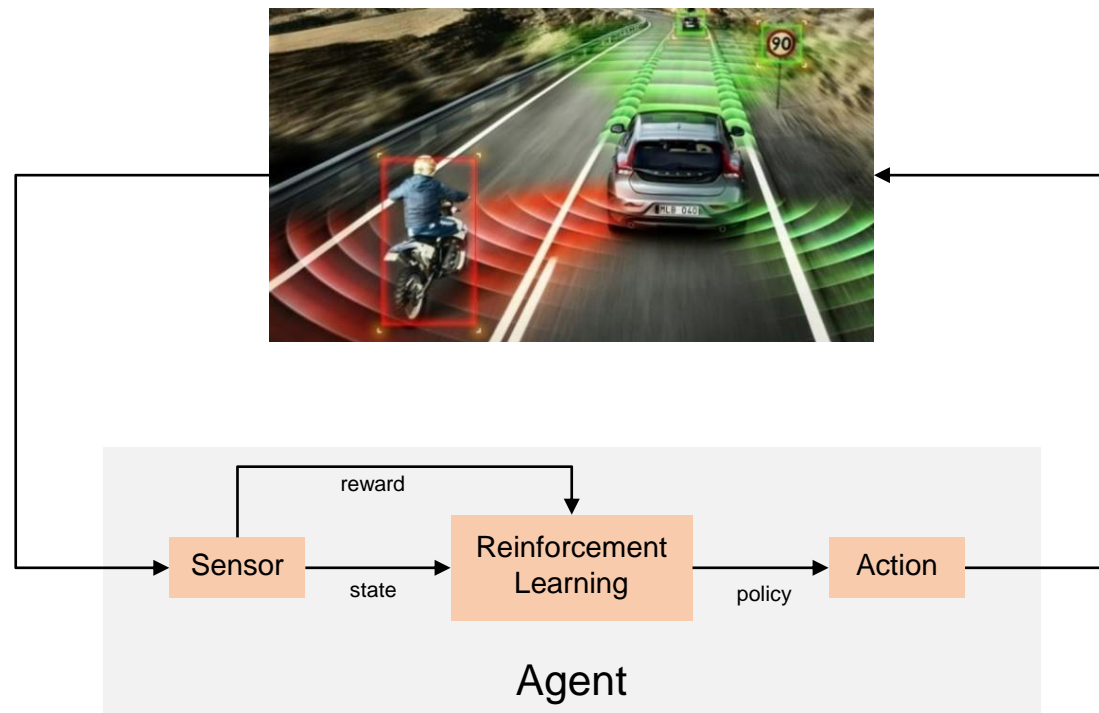 90
MLB 040
reward
Sensor
state
Reinforcement
Learning
policy
Action
Agent